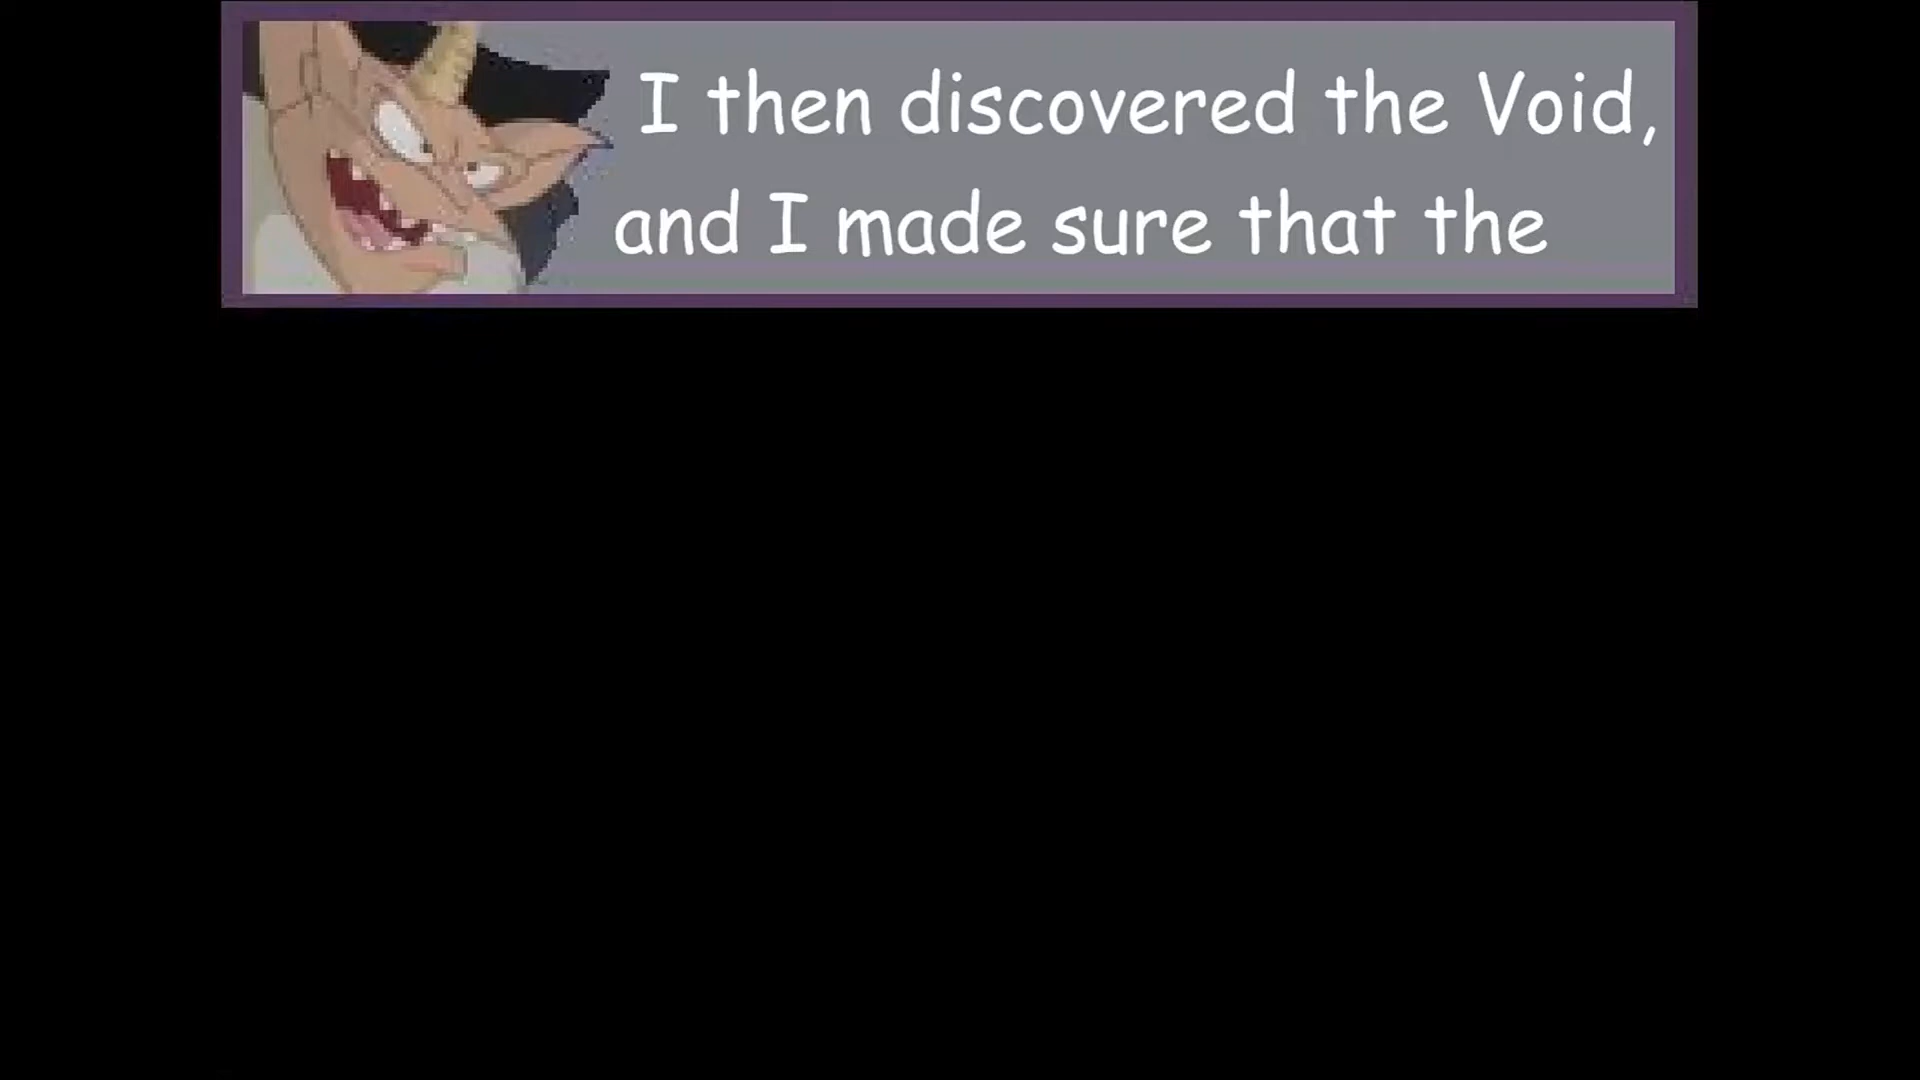 I then discovered the Void,
and I made sure that the